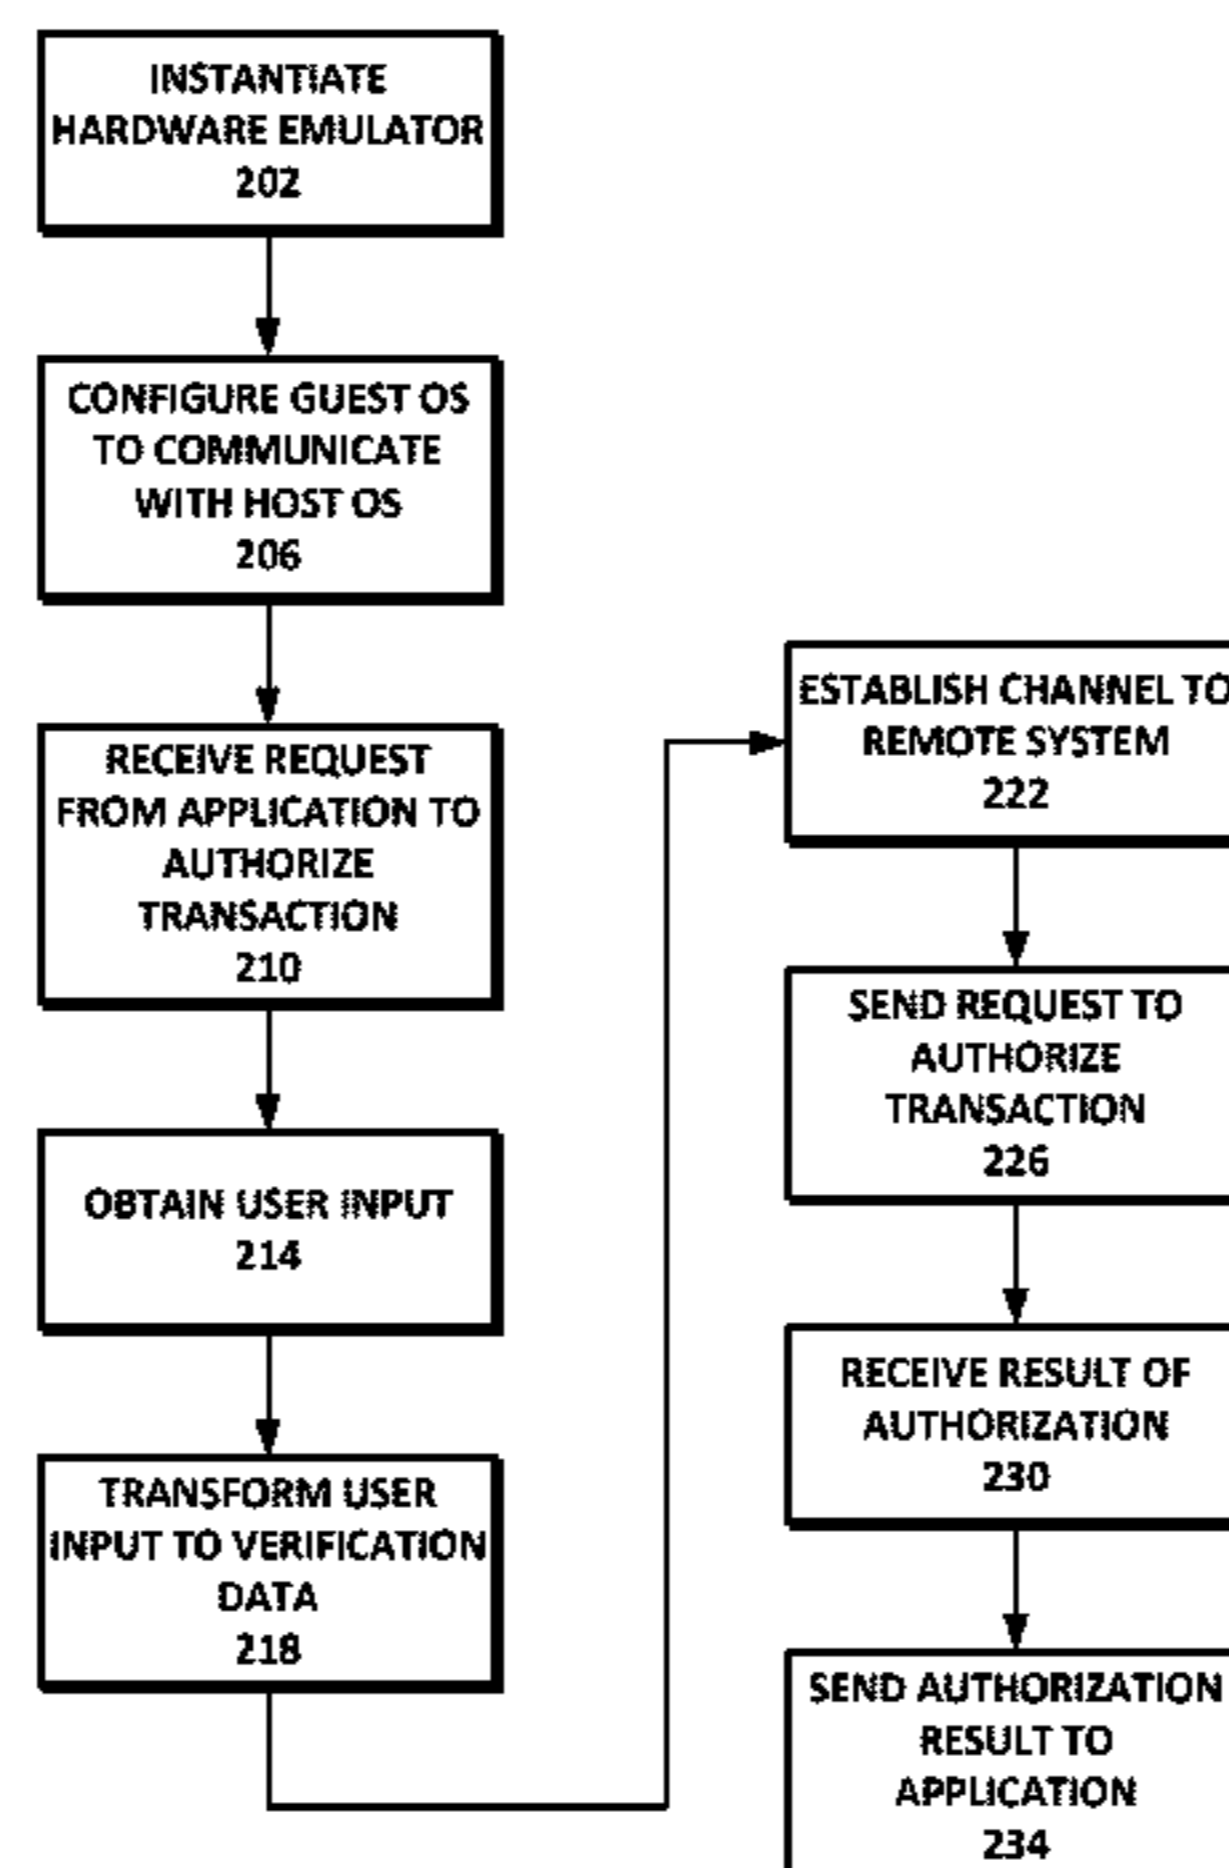 INSTANTIATE
HARDWARE EMULATOR
202
CONFIGURE GUEST OS
TO COMMUNICATE
WITH HOST OS
206
RECEIVE REQUEST
FROM APPLICATION TO
AUTHORIZE
TRANSACTION
210
OBTAIN USER INPUT
214
TRANSFORM USER
INPUT TO VERIFICATION
DATA
218
ESTABLISH CHANNEL TO
REMOTE SYSTEM
222
SEND REQUEST TO
AUTHORIZE
TRANSACTION
226
RECEIVE RESULT OF
AUTHORIZATION
230
SEND AUTHORIZATION
RESULT TO
APPLICATION
234